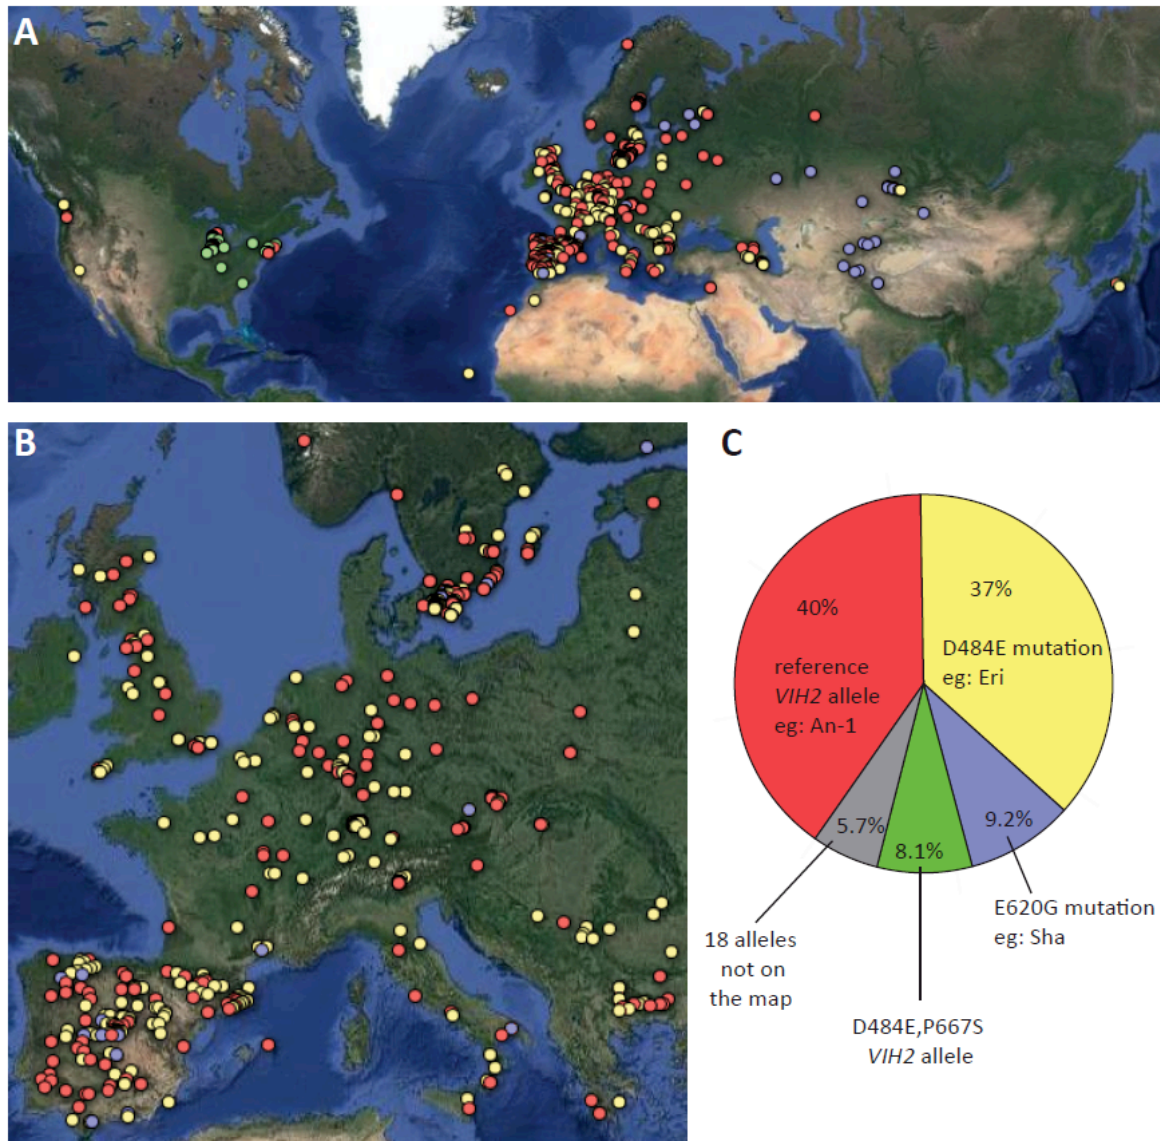 A
B
C
40%
37%
reference
VIH2 allele
eg: An-1
D484E mutation
eg: Eri
5.7%
8.1%
9.2%
18 alleles
not on
the map
D484E,P667S
VIH2 allele
E620G mutation
eg: Sha